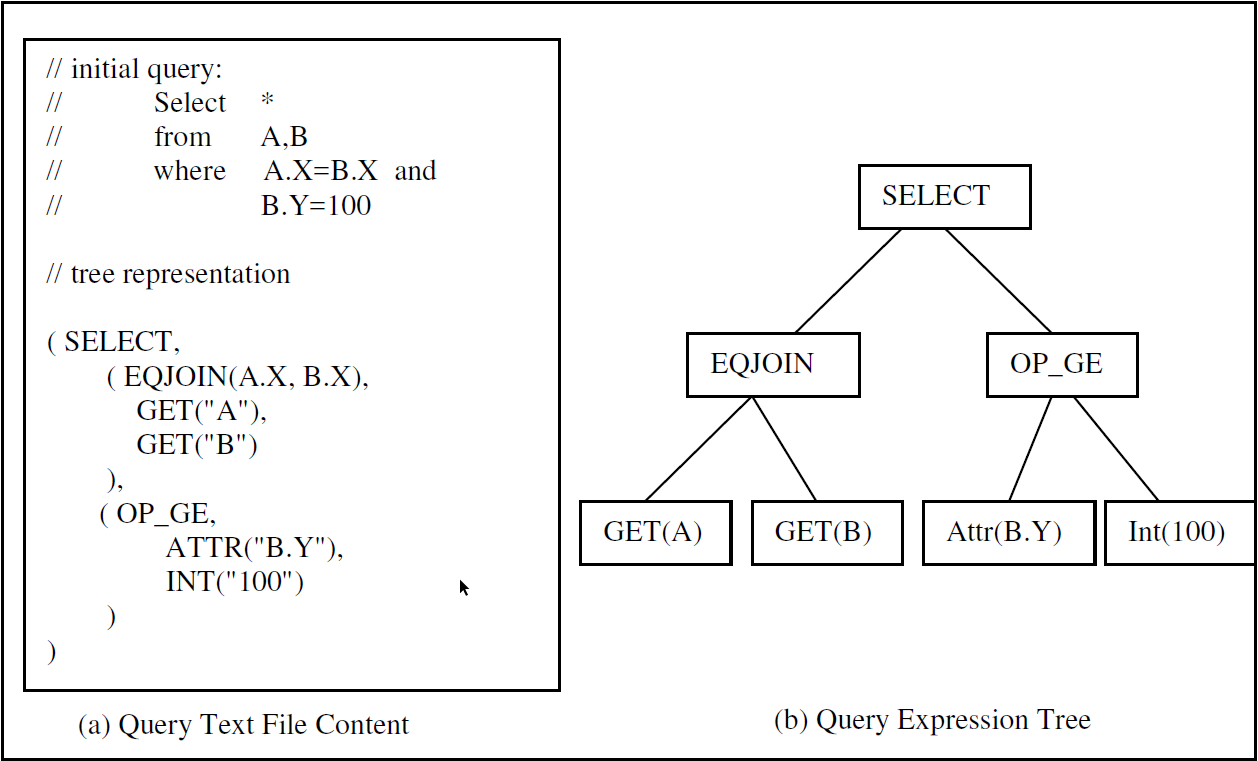 // initial query:
// Select *
// from A,B
// where A.X=B.X and
// B.Y=100
// tree representation
( SELECT,
( EQJOIN(A.X, B.X),
GET("A"),
GET("B")
),
( OP_GE,
ATTR("B.Y"),
INT("100")
)
)
(a) Query Text File Content
SELECT
EQJOIN
OP_GE
GET(A)
GET(B)
Attr(B.Y)
Int(100)
(b) Query Expression Tree